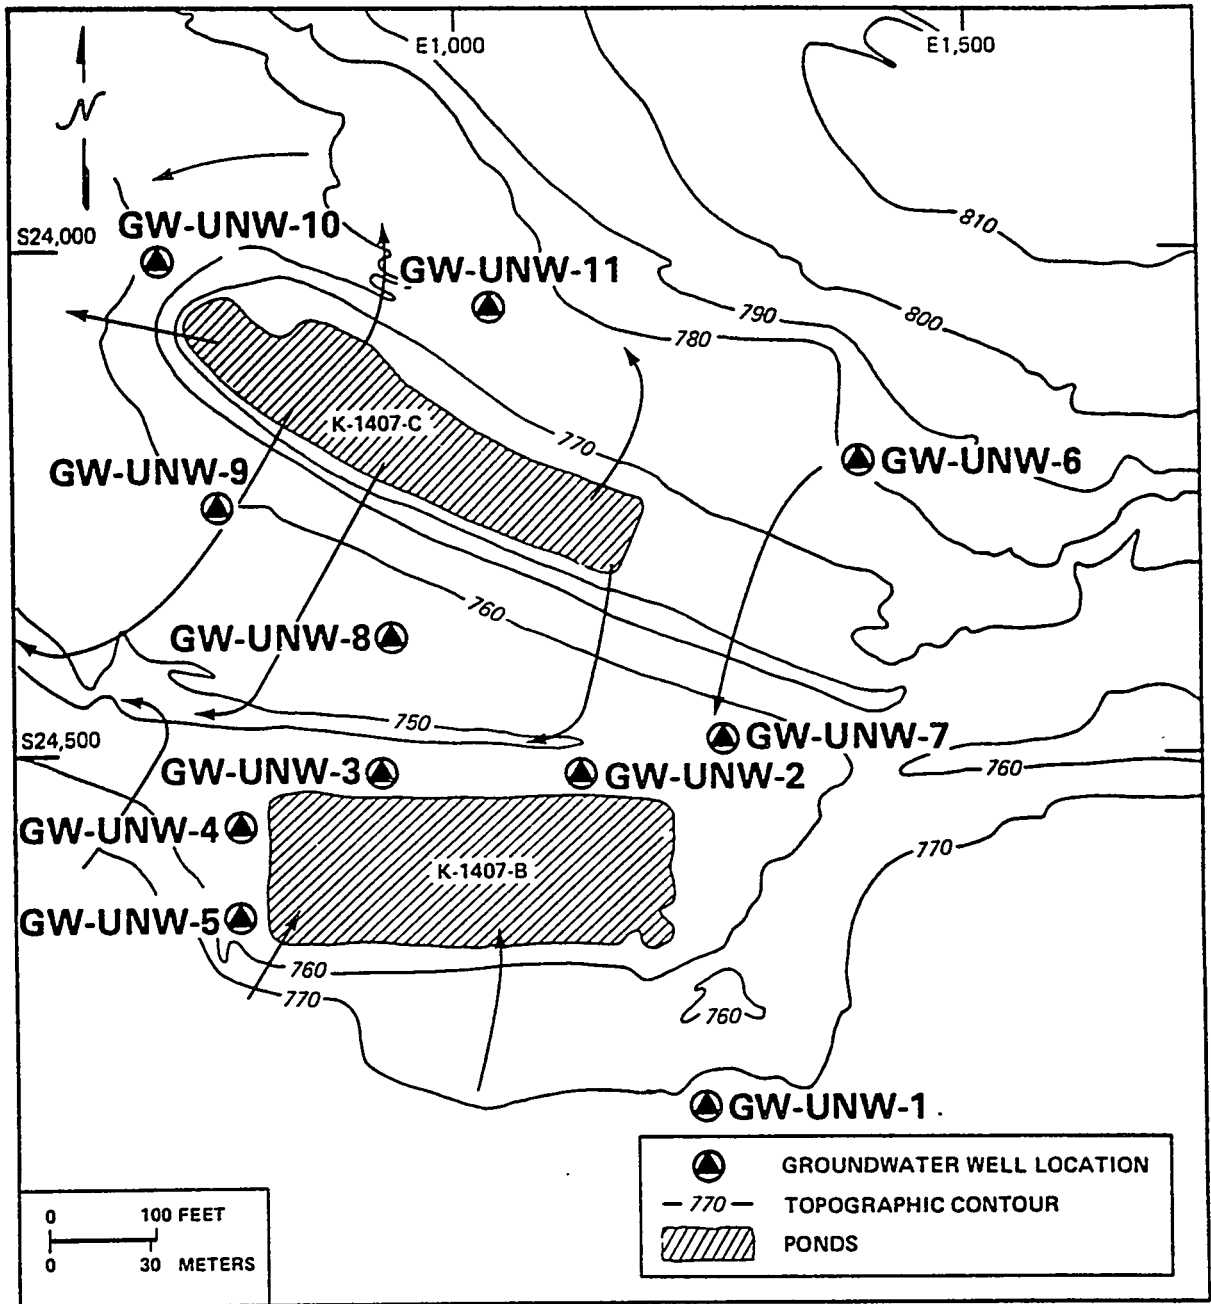 E1,000
E1,500
N
810
GW-UNW-10
S24,000
GW-UNW-11
790
800
780
K-1407-C
770
GW-UNW-6
GW-UNW-9
760
GW-UNW-8
750
S24,500
GW-UNW-7
760
GW-UNW-3
GW-UNW-2
GW-UNW-4
770
K-1407-B
GW-UNW-5
760
770
760
GW-UNW-1
GROUNDWATER WELL LOCATION
770 TOPOGRAPHIC CONTOUR
PONDS
0 100 FEET
0 30 METERS